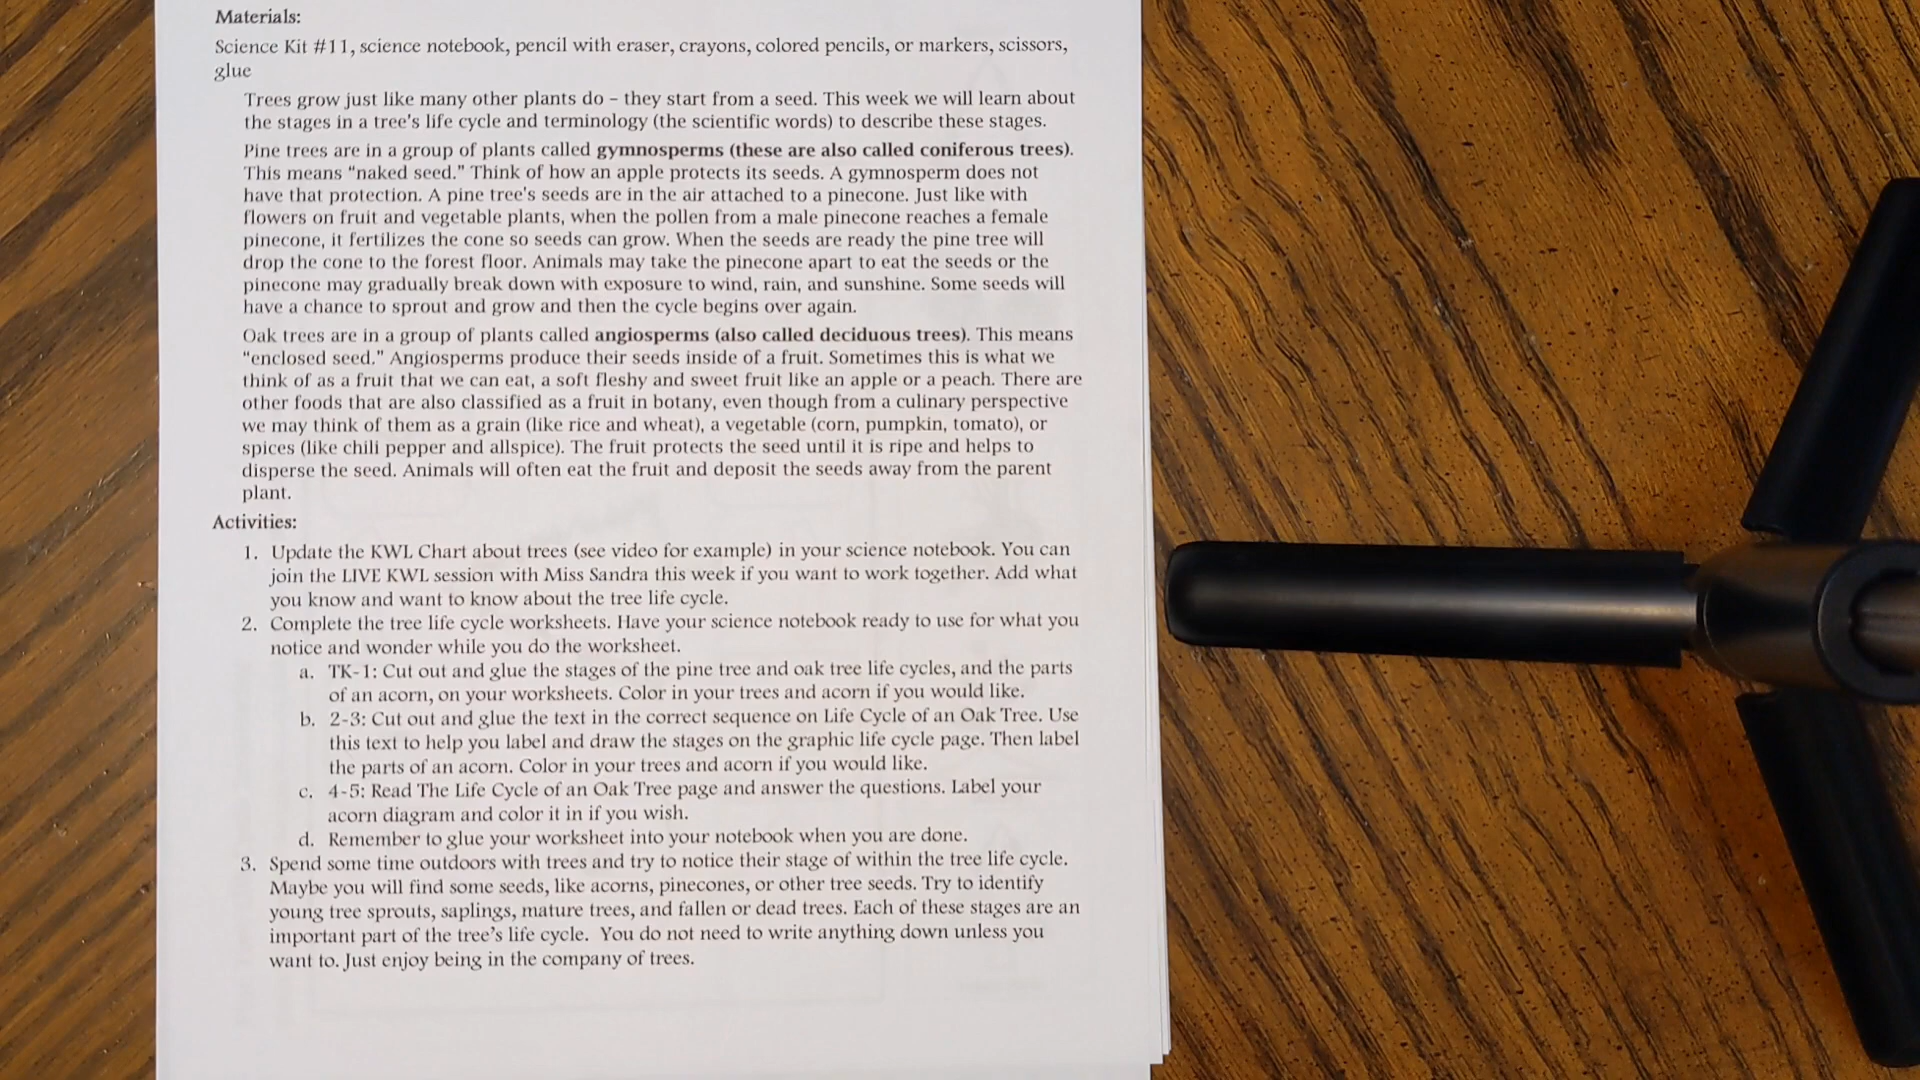 Materials:
Science Kit #11, science notebook, pencil with eraser, crayons, colored pencils, or markers, scissors,
glue
Trees grow just like many other plants do – they start from a seed. This week we will learn about
the stages in a tree's life cycle and terminology (the scientific words) to describe these stages.
Pine trees are in a group of plants called gymnosperms (these are also called coniferous trees).
This means “naked seed.” Think of how an apple protects its seeds. A gymnosperm does not
have that protection. A pine tree's seeds are in the air attached to a pinecone. Just like with
flowers on fruit and vegetable plants, when the pollen from a male pinecone reaches a female
pinecone, it fertilizes the cone so seeds can grow. When the seeds are ready the pine tree will
drop the cone to the forest floor. Animals may take the pinecone apart to eat the seeds or the
pinecone may gradually break down with exposure to wind, rain, and sunshine. Some seeds will
have a chance to sprout and grow and then the cycle begins over again.
Oak trees are in a group of plants called angiosperms (also called deciduous trees). This means
“enclosed seed.” Angiosperms produce their seeds inside of a fruit. Sometimes this is what we
think of as a fruit that we can eat, a soft fleshy and sweet fruit like an apple or a peach. There are
other foods that are also classified as a fruit in botany, even though from a culinary perspective
we may think of them as a grain (like rice and wheat), a vegetable (corn, pumpkin, tomato), or
spices (like chili pepper and allspice). The fruit protects the seed until it is ripe and helps to
disperse the seed. Animals will often eat the fruit and deposit the seeds away from the parent
plant.
Activities:
1. Update the KWL Chart about trees (see video for example) in your science notebook. You can
join the LIVE KWL session with Miss Sandra this week if you want to work together. Add what
you know and want to know about the tree life cycle.
2. Complete the tree life cycle worksheets. Have your science notebook ready to use for what you
notice and wonder while you do the worksheet.
a. TK-1: Cut out and glue the stages of the pine tree and oak tree life cycles, and the parts
of an acorn, on your worksheets. Color in your trees and acorn if you would like.
b. 2-3: Cut out and glue the text in the correct sequence on Life Cycle of an Oak Tree. Use
this text to help you label and draw the stages on the graphic life cycle page. Then label
the parts of an acorn. Color in your trees and acorn if you would like.
c. 4-5: Read The Life Cycle of an Oak Tree page and answer the questions. Label your
acorn diagram and color it in if you wish.
d. Remember to glue your worksheet into your notebook when you are done.
3. Spend some time outdoors with trees and try to notice their stage of within the tree life cycle.
Maybe you will find some seeds, like acorns, pinecones, or other tree seeds. Try to identify
young tree sprouts, saplings, mature trees, and fallen or dead trees. Each of these stages are an
important part of the tree’s life cycle. You do not need to write anything down unless you
want to. Just enjoy being in the company of trees.